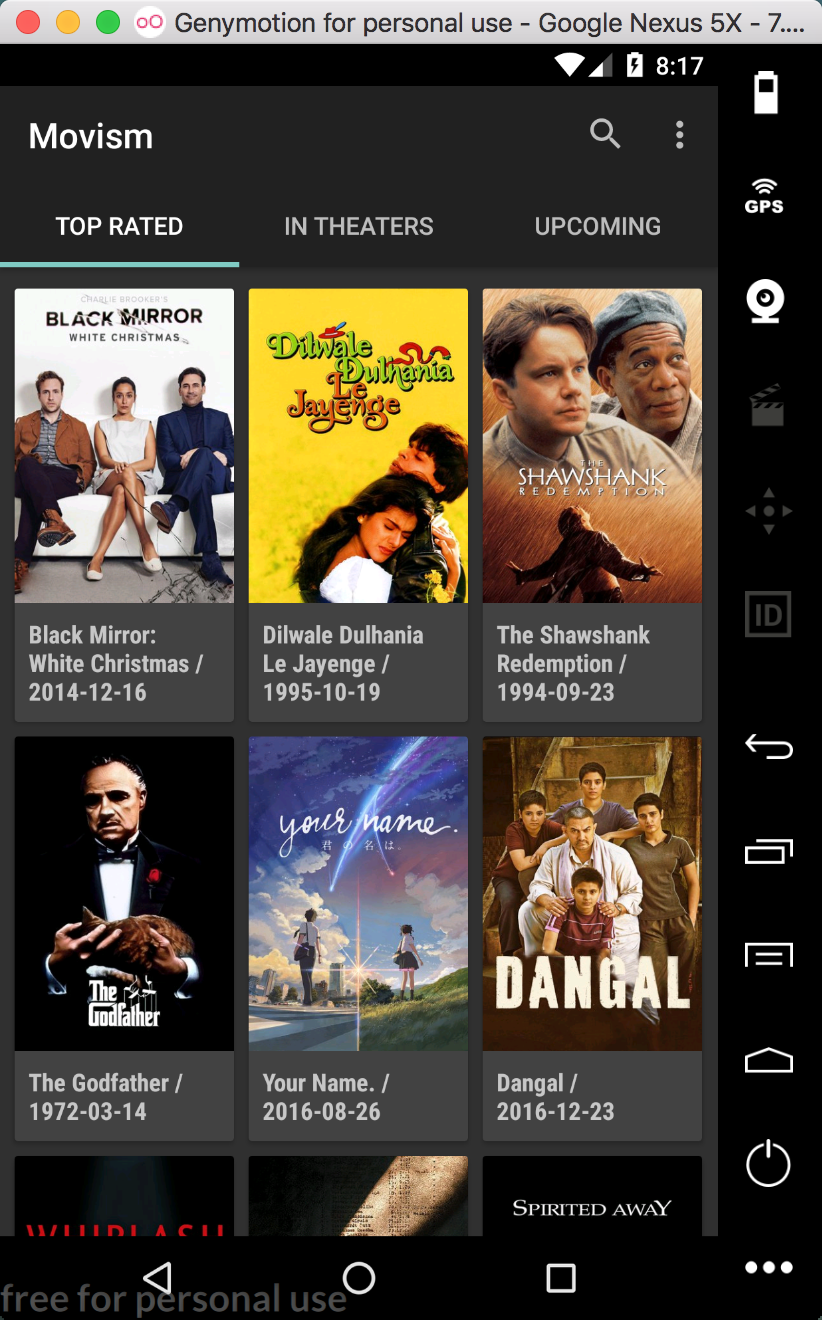 Genymotion for personal use - Google Nexus 5X - 7....
8:17
Movism
GPS
TOP RATED
IN THEATERS
UPCOMING
CHARLIE BROOKER'S
BLACK MIRROR
WHITE CHRISTMAS
Dilwale
Dulhania
Le
Jayenge
THE
SHAWSHANK
REDEMPTION
ID
Black Mirror:
White Christmas /
2014-12-16
Dilwale Dulhania
Le Jayenge /
1995-10-19
The Shawshank
Redemption /
1994-09-23
The
Godfather
your name.
君の名は。
DANGAL
The Godfather /
1972-03-14
Your Name. /
2016-08-26
Dangal /
2016-12-23
WHIPLASH
SPIRITED AWAY
free for personal use